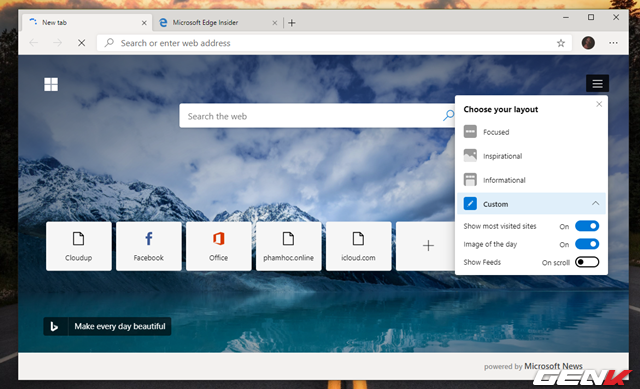 New tab
Microsoft Edge Insider
Search or enter web address
Search the web
Choose your layout
Focused
Inspirational
Informational
Custom
Show most visited sites On
Image of the day On
Show Feeds On scroll
Cloudup
Facebook
Office
phamhoc.online
icloud.com
Make every day beautiful
powered by Microsoft News
GENK